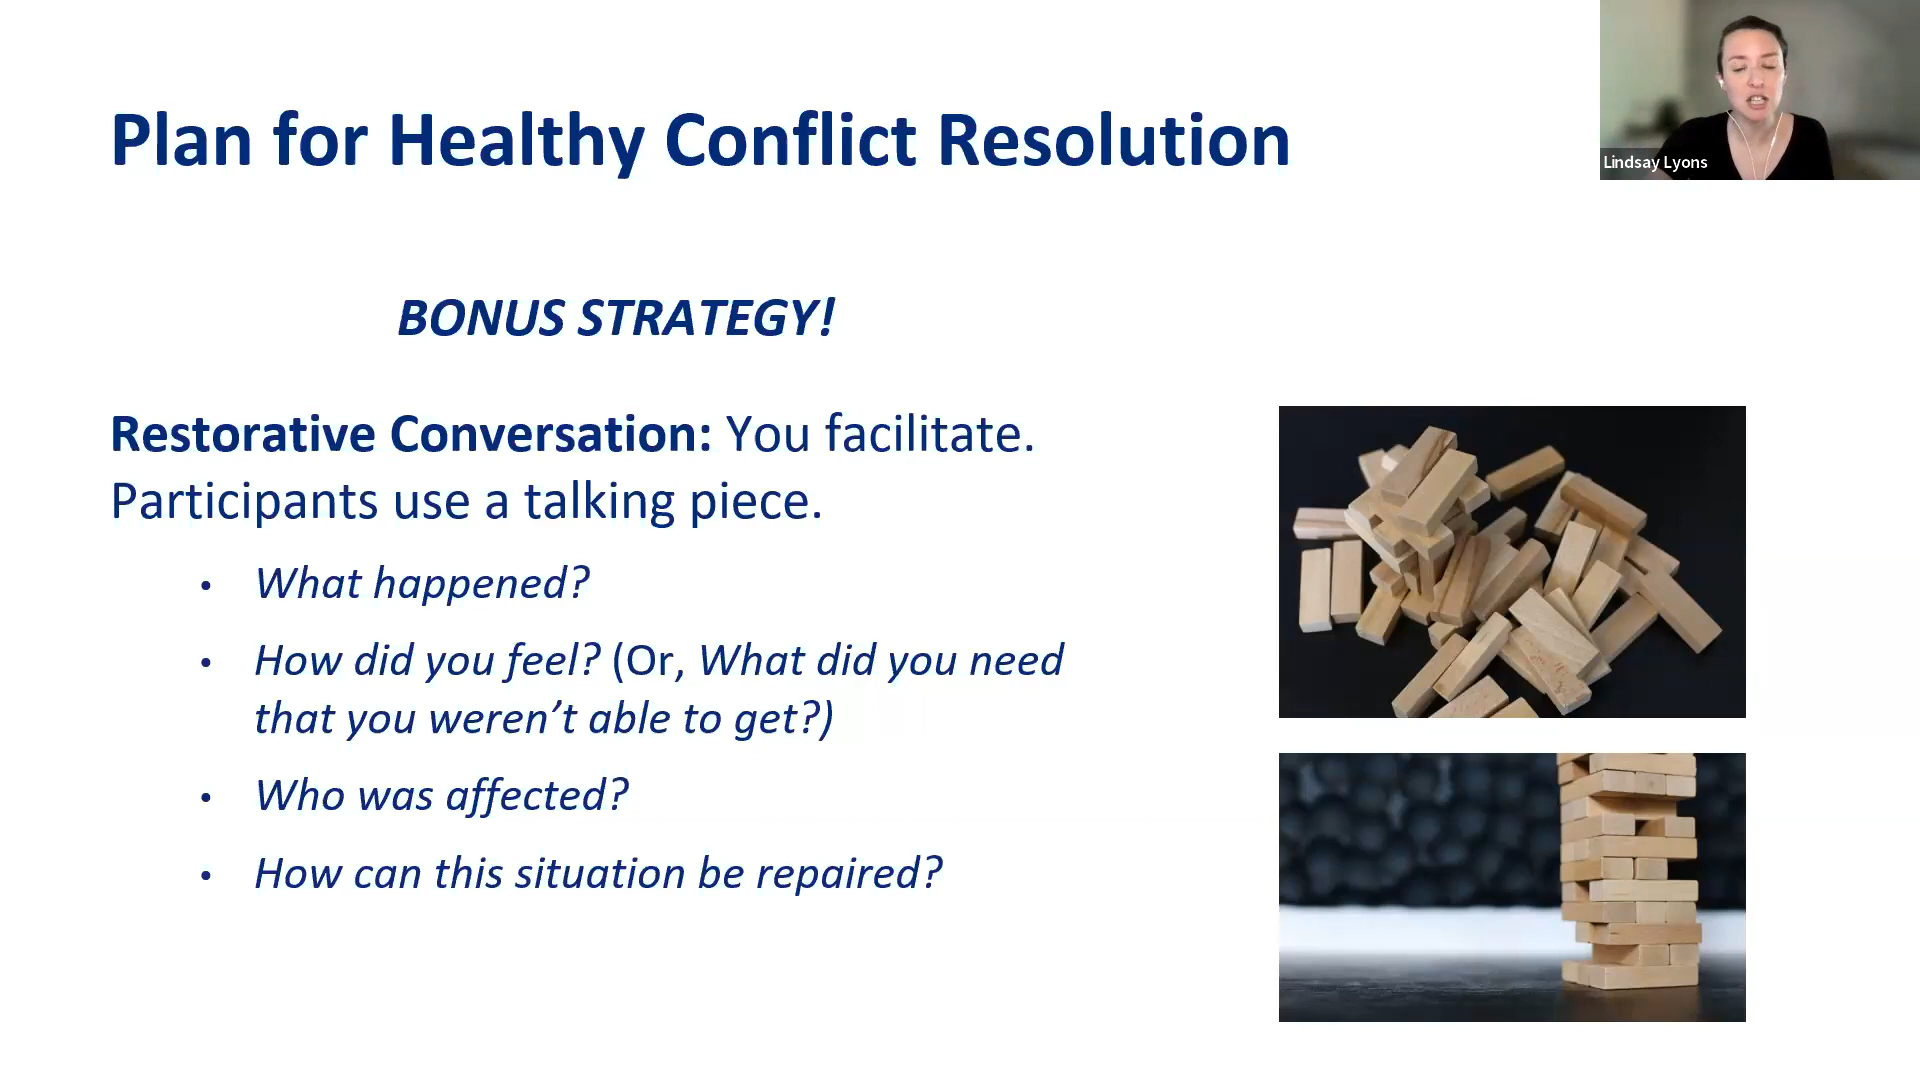 Plan for Healthy Conflict Resolution
Lindsay Lyons
BONUS STRATEGY!
Restorative Conversation: You facilitate.
Participants use a talking piece.
• What happened?
• How did you feel? (Or, What did you need
that you weren’t able to get?)
• Who was affected?
• How can this situation be repaired?